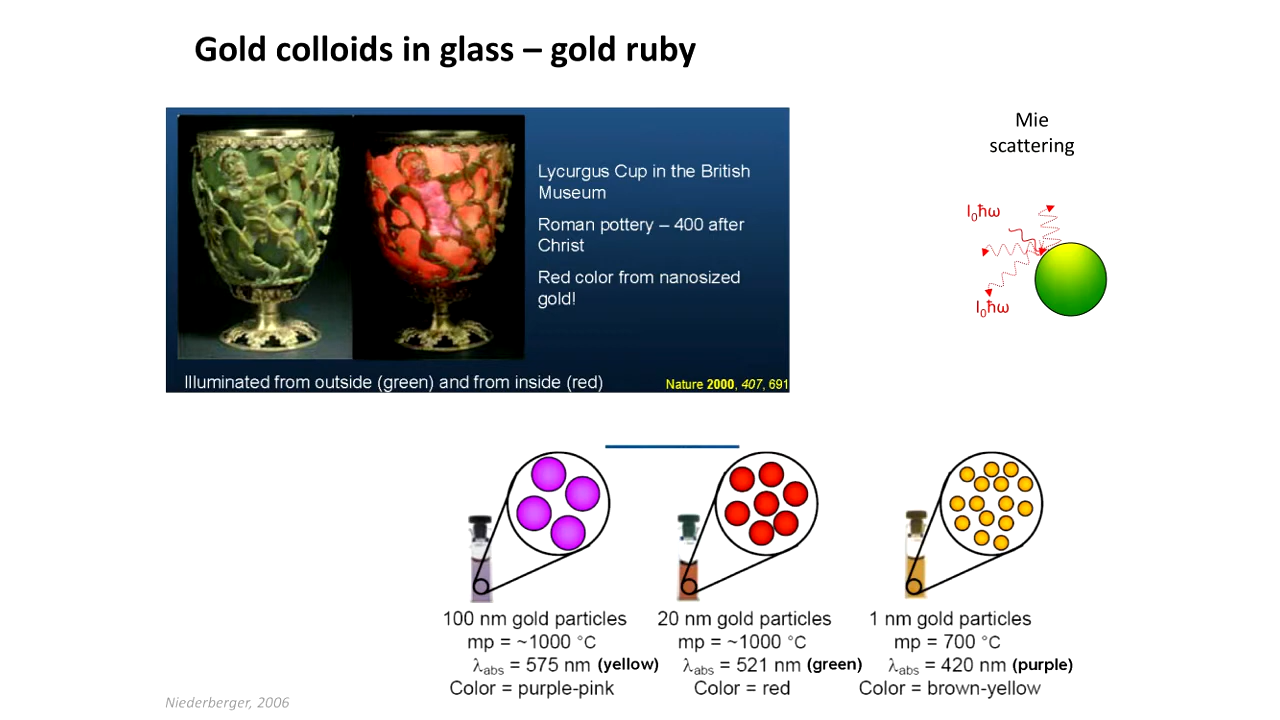 Gold colloids in glass – gold ruby
Lycurgus Cup in the British
Museum
Roman pottery – 400 after
Christ
Red color from nanosized
gold!
Illuminated from outside (green) and from inside (red)
Nature 2000, 407, 691
Mie
scattering
I₀ħω
I₀ħω
100 nm gold particles
mp = ~1000 °C
λabs = 575 nm (yellow)
Color = purple-pink
20 nm gold particles
mp = ~1000 °C
λabs = 521 nm (green)
Color = red
1 nm gold particles
mp = 700 °C
λabs = 420 nm (purple)
Color = brown-yellow
Niederberger, 2006